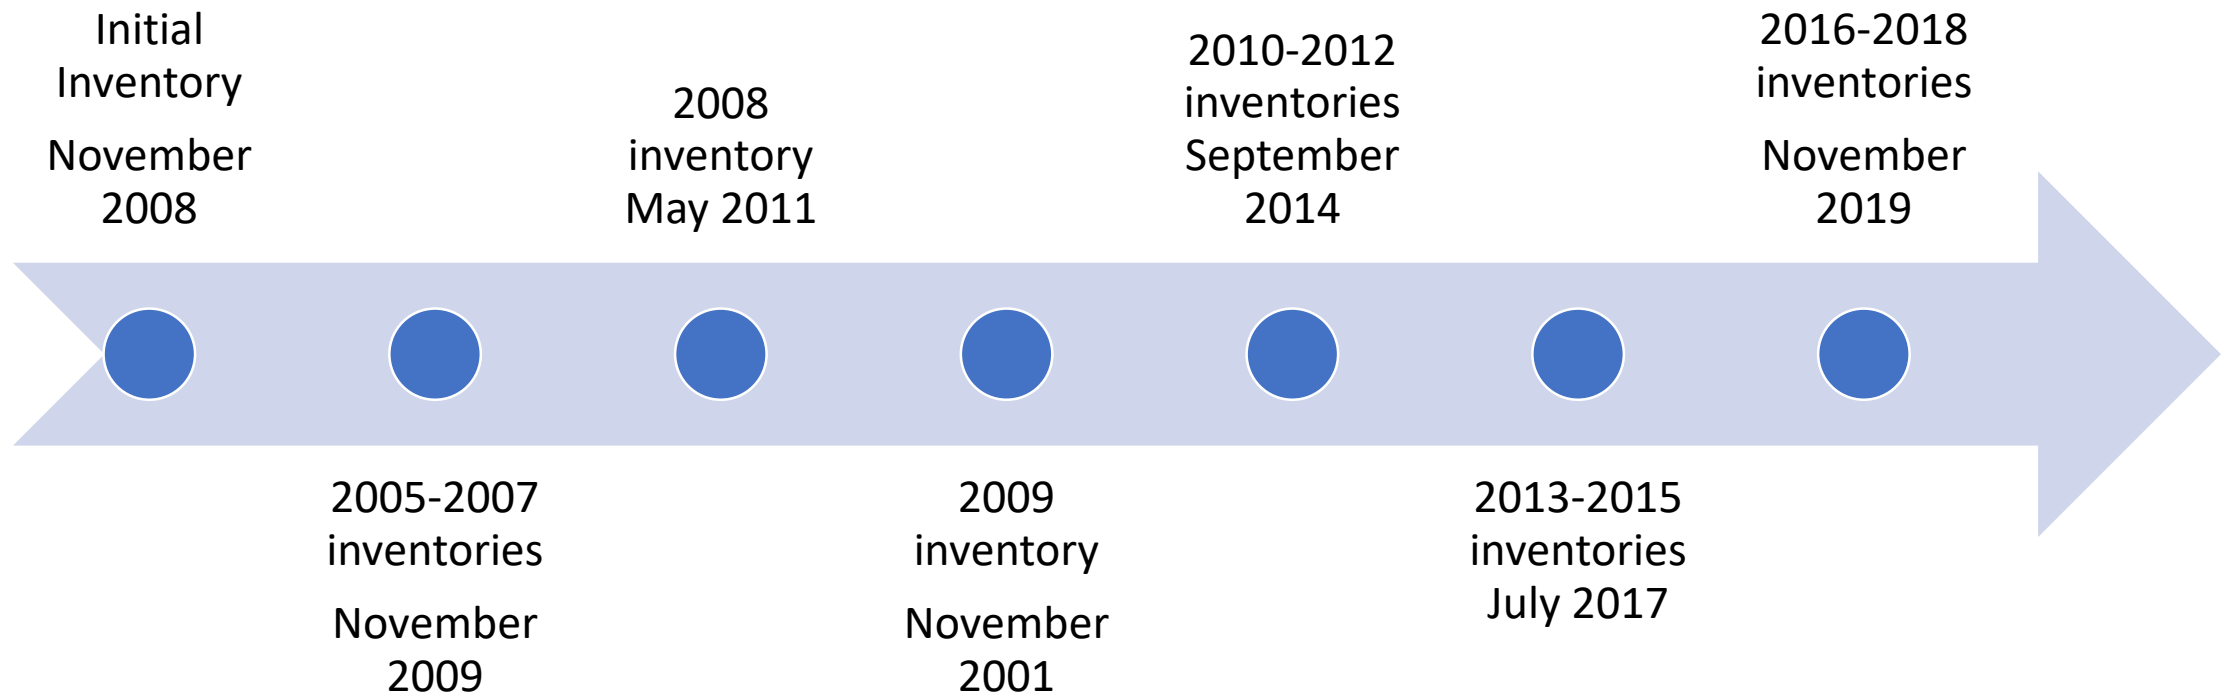 Initial
Inventory
November
2008
2005-2007
inventories
November
2009
2008
inventory
May 2011
2009
inventory
November
2001
2010-2012
inventories
September
2014
2013-2015
inventories
July 2017
2016-2018
inventories
November
2019